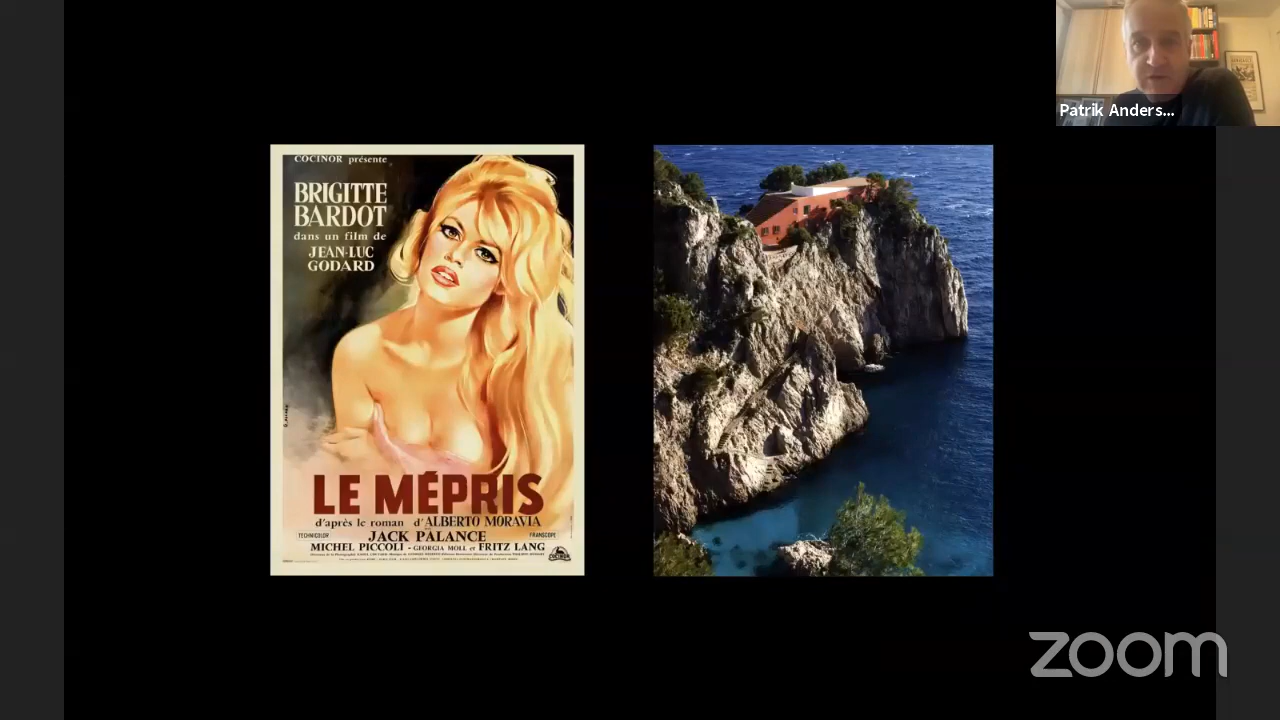 Patrik Anders...
COCINOR présente
BRIGITTE
BARDOT
dans un film de
JEAN-LUC
GODARD
LE MÉPRIS
d'après le roman d'ALBERTO MORAVIA
TECHNICOLOR
JACK PALANCE
FRANSCOPE
MICHEL PICCOLI - GEORGIA MOLL et FRITZ LANG
COCINOR
zoom